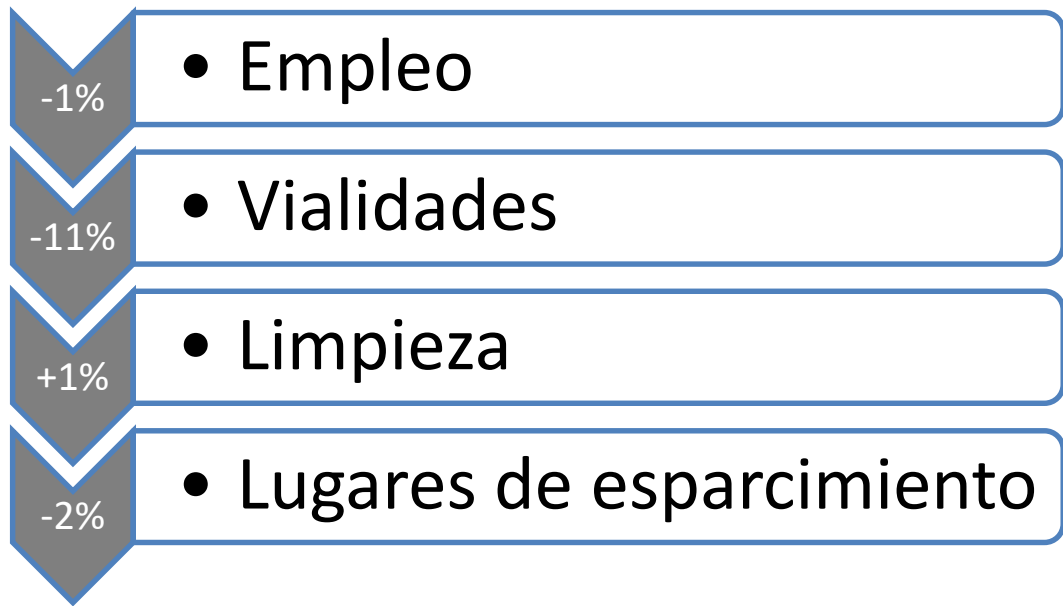 -1%
• Empleo
-11%
• Vialidades
+1%
• Limpieza
-2%
• Lugares de esparcimiento